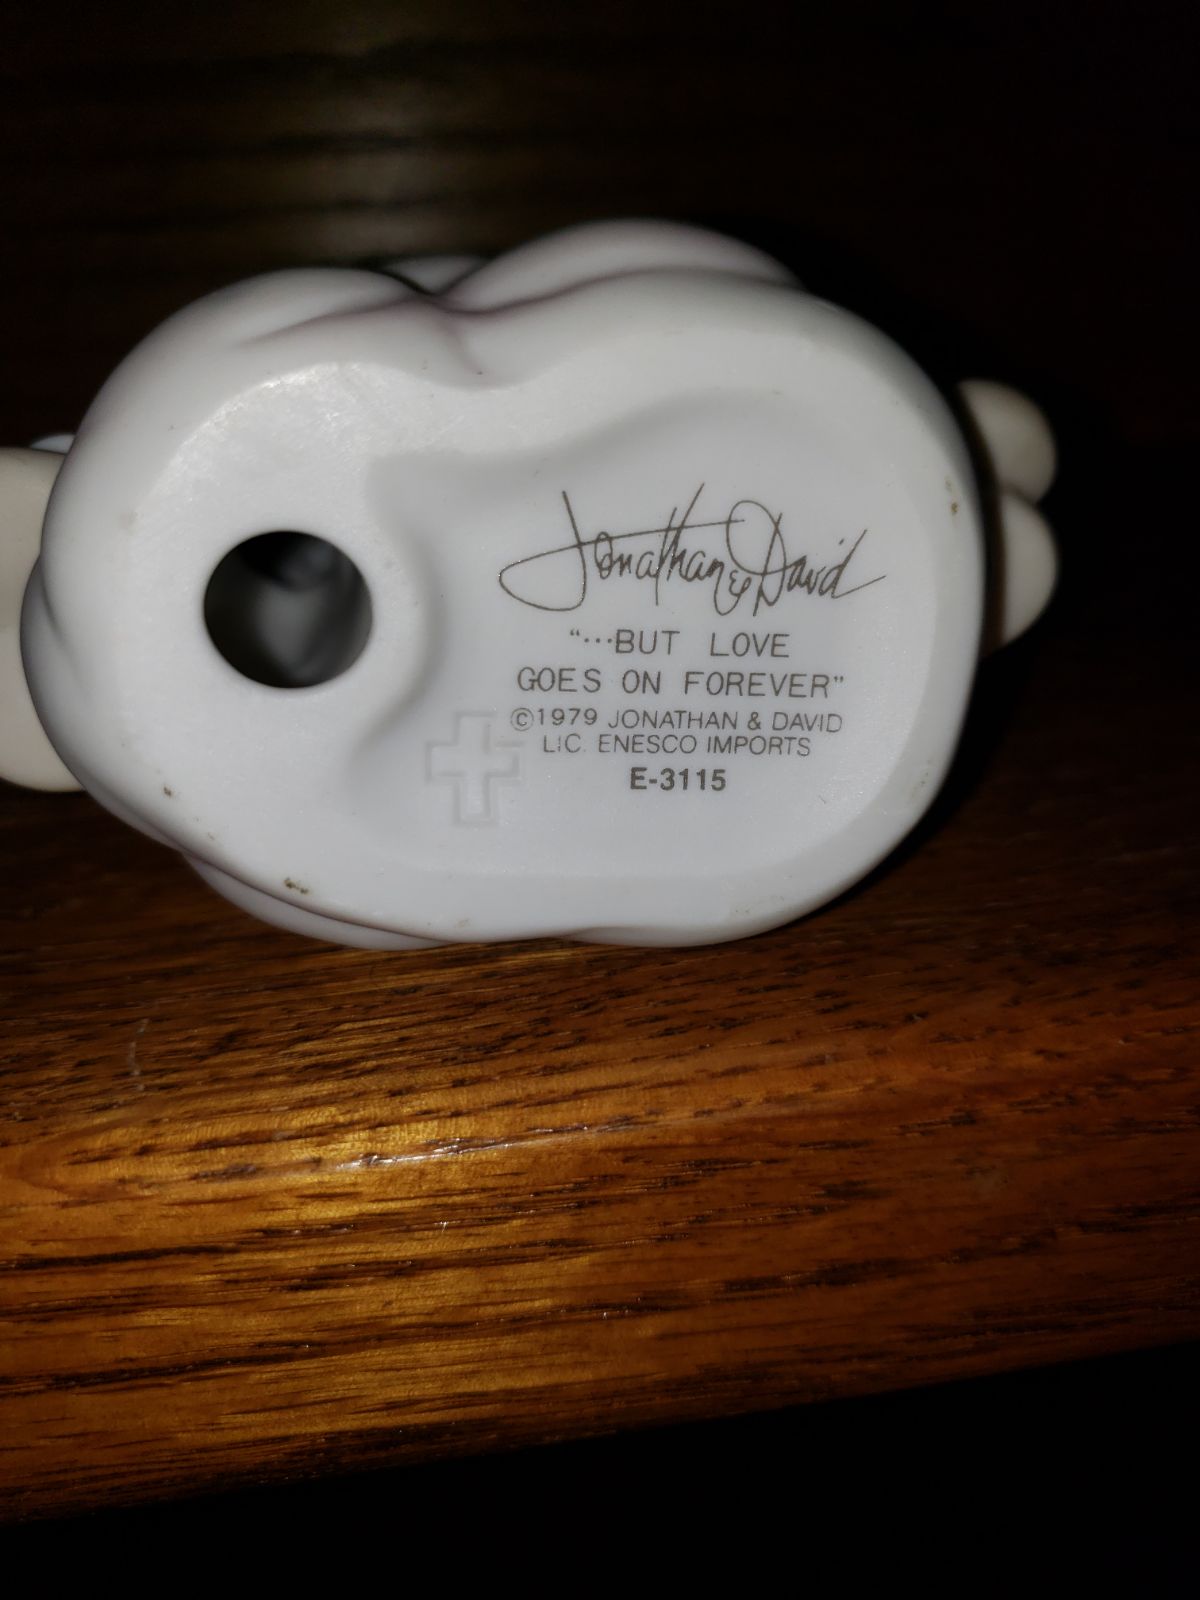 Jonathan & David
“...BUT LOVE
GOES ON FOREVER”
©1979 JONATHAN & DAVID
LIC. ENESCO IMPORTS
E-3115